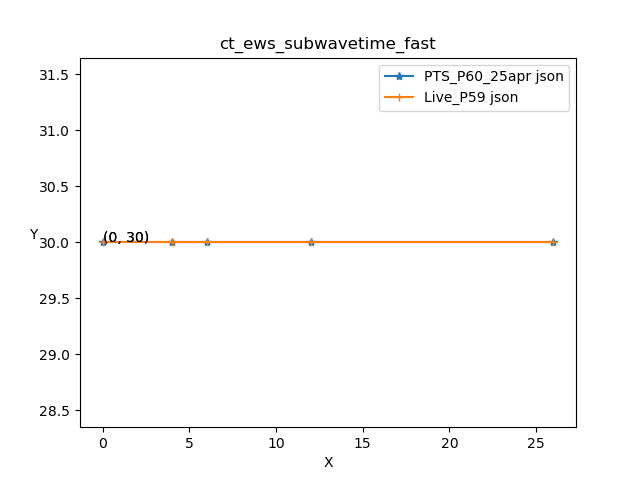 ct_ews_subwavetime_fast
PTS_P60_25apr json
Live_P59 json
31.5
31.0
30.5
Y
30.0
29.5
29.0
28.5
(0, 30)
0 5 10 15 20 25
X